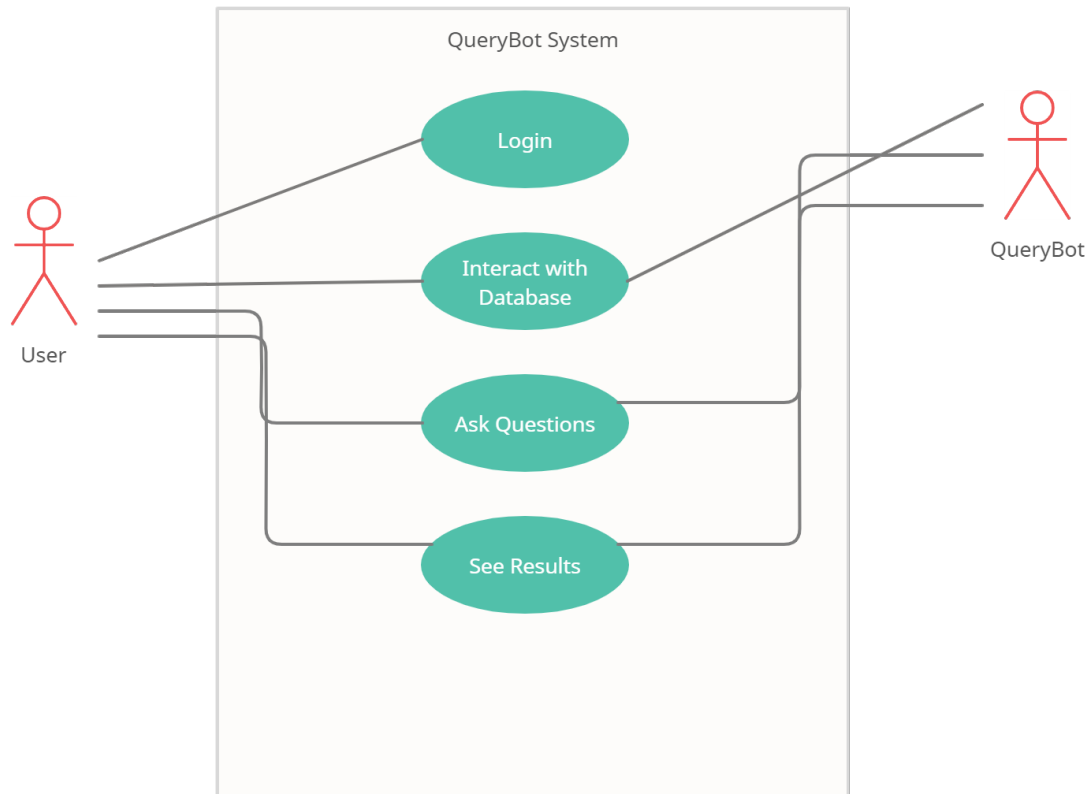 QueryBot System
Login
Interact with
Database
Ask Questions
See Results
User
QueryBot